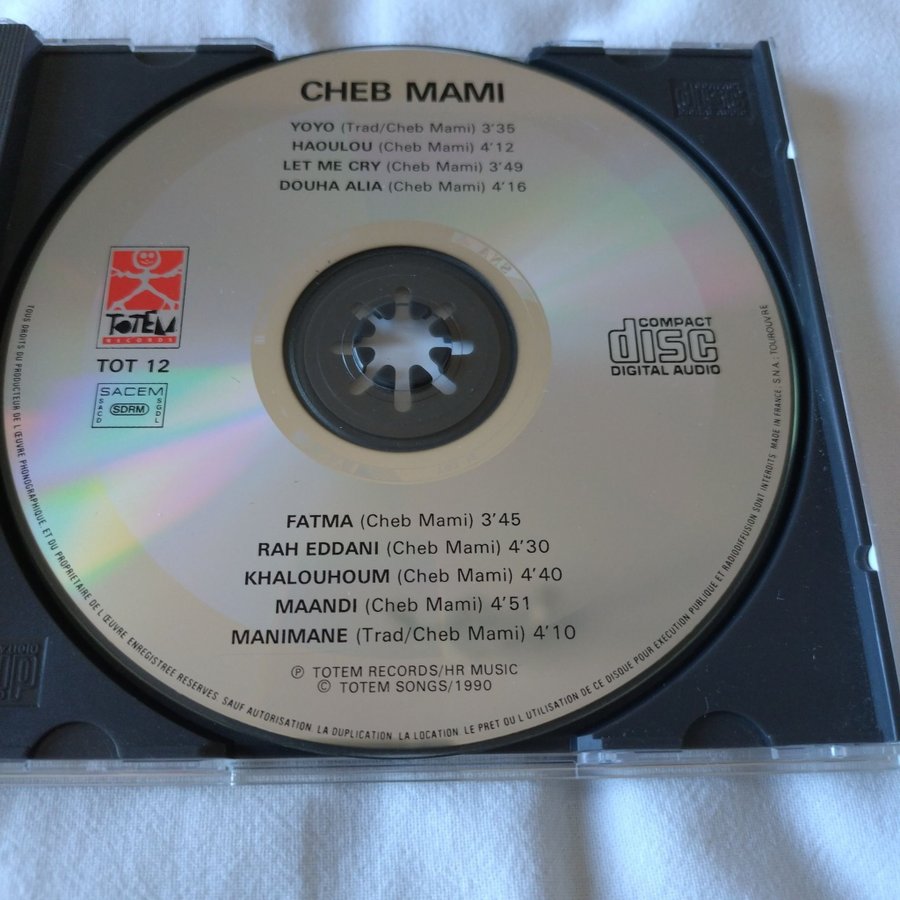 CHEB MAMI
YOYO (Trad/Cheb Mami) 3'35
HAOULOU (Cheb Mami) 4'12
LET ME CRY (Cheb Mami) 3'49
DOUHA ALIA (Cheb Mami) 4'16
TOTEM
RECORDS
TOT 12
SACEM
SACD
SDRM
SGDL
COMPACT
disc
DIGITAL AUDIO
FATMA (Cheb Mami) 3'45
RAH EDDANI (Cheb Mami) 4'30
KHALOUHOUM (Cheb Mami) 4'40
MAANDI (Cheb Mami) 4'51
MANIMANE (Trad/Cheb Mami) 4'10
℗ TOTEM RECORDS/HR MUSIC
© TOTEM SONGS/1990
TOUS DROITS DU PRODUCTEUR DE L'ŒUVRE PHONOGRAPHIQUE ET DU PROPRIETAIRE DE L'ŒUVRE ENREGISTREE RESERVES. SAUF AUTORISATION. LA DUPLICATION. LA LOCATION. LE PRET OU L'UTILISATION DE CE DISQUE POUR EXECUTION PUBLIQUE ET RADIODIFFUSION SONT INTERDITS. MADE IN FRANCE. S.N.A.; TOUROUVRE